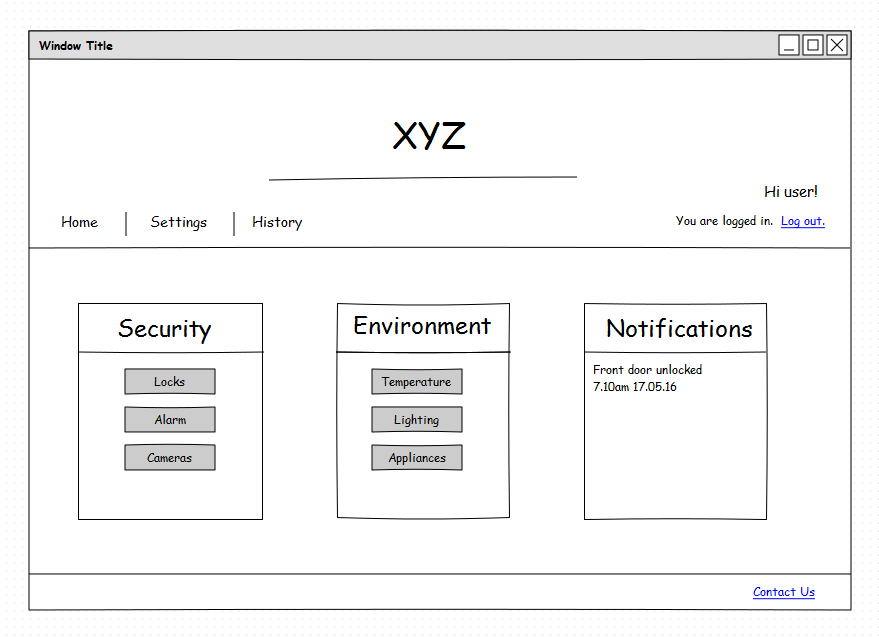 Window Title
XYZ
Hi user!
Home
Settings
History
You are logged in. Log out.
Security
Locks
Alarm
Cameras
Environment
Temperature
Lighting
Appliances
Notifications
Front door unlocked
7.10am 17.05.16
Contact Us